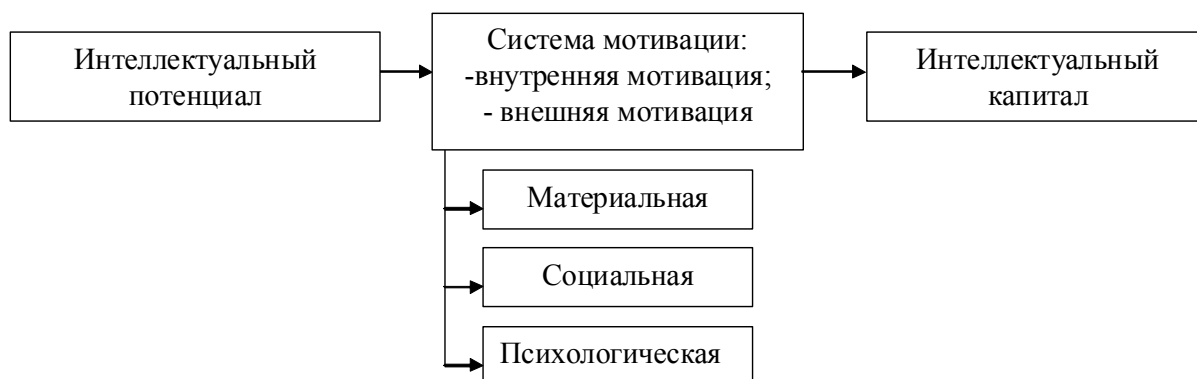 Интеллектуальный
потенциал
Система мотивации:
-внутренняя мотивация;
- внешняя мотивация
Интеллектуальный
капитал
Материальная
Социальная
Психологическая